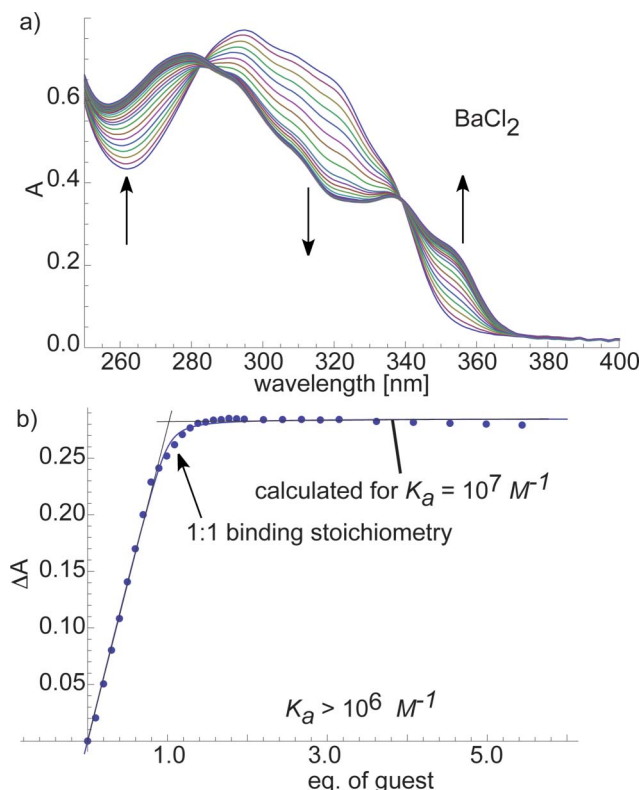 a)
0.6
0.4
0.2
0.0
A
BaCl2
260 280 300 320 340 360 380 400
wavelength [nm]
b)
0.25
0.20
0.15
0.10
0.05
ΔA
calculated for Ka = 10^7 M^-1
1:1 binding stoichiometry
Ka > 10^6 M^-1
1.0 3.0 5.0
eq. of guest